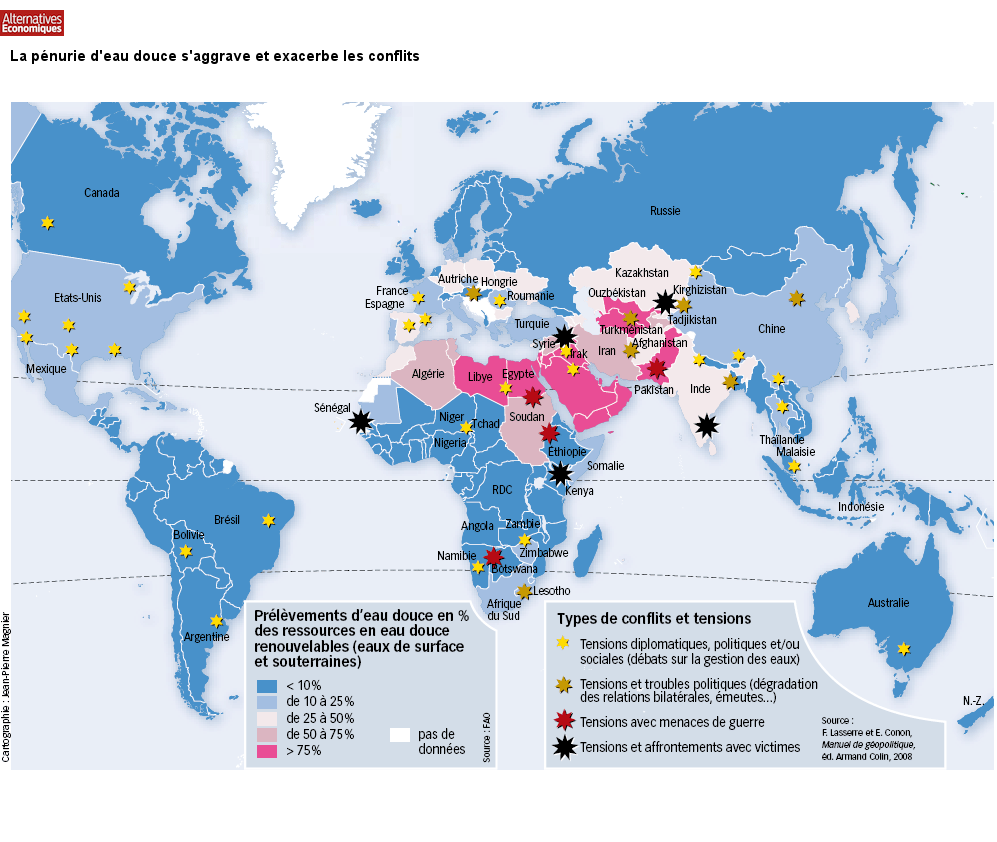 Alternatives
Economiques
La pénurie d'eau douce s'aggrave et exacerbe les conflits
Canada
Russie
Etats-Unis
Mexique
France
Espagne
Autriche
Hongrie
Roumanie
Turquie
Syrie
Irak
Iran
Kazakhstan
Ouzbékistan
Kirghizistan
Tadjikistan
Turkménistan
Afghanistan
Pakistan
Chine
Inde
Algérie
Libye
Egypte
Sénégal
Niger
Tchad
Soudan
Nigeria
Éthiopie
Somalie
Kenya
RDC
Thaïlande
Malaisie
Indonésie
Brésil
Bolivie
Argentine
Angola
Zambie
Namibie
Zimbabwe
Botswana
Lesotho
Afrique
du Sud
Australie
N.-Z.
Prélèvements d'eau douce en %
des ressources en eau douce
renouvelables (eaux de surface
et souterraines)
< 10%
de 10 à 25%
de 25 à 50%
de 50 à 75%
> 75%
pas de
données
Source : FAO
Types de conflits et tensions
Tensions diplomatiques, politiques et/ou
sociales (débats sur la gestion des eaux)
Tensions et troubles politiques (dégradation
des relations bilatérales, émeutes...)
Tensions avec menaces de guerre
Tensions et affrontements avec victimes
Source :
F. Lasserre et E. Conon,
Manuel de géopolitique,
éd. Armand Colin, 2008
Cartographie : Jean-Pierre Magnier